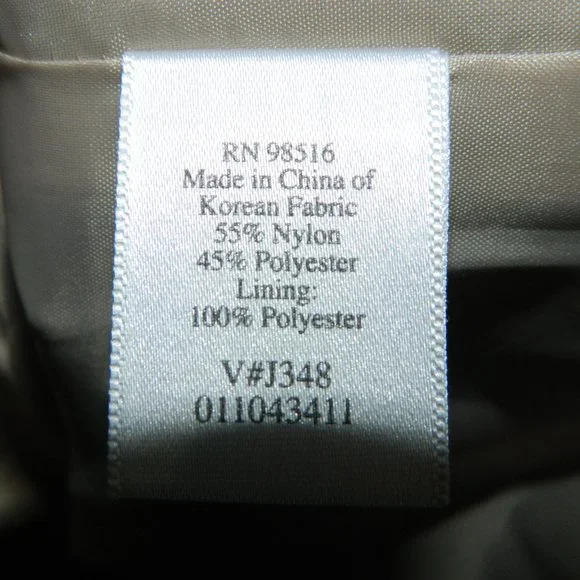 RN 98516
Made in China of
Korean Fabric
55% Nylon
45% Polyester
Lining:
100% Polyester
V#J348
011043411